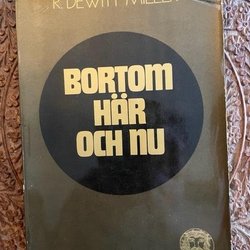 R. DEWITT MILLER
BORTOM
HÄR
OCH NU